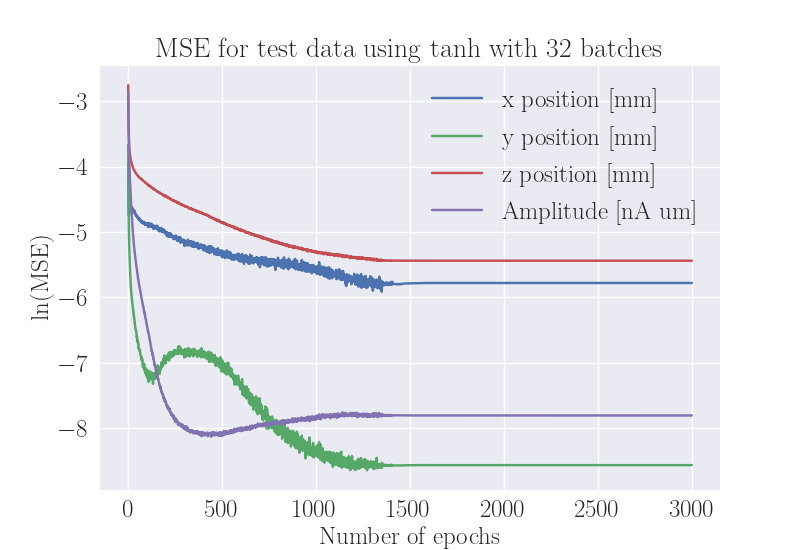 MSE for test data using tanh with 32 batches
x position [mm]
y position [mm]
z position [mm]
Amplitude [nA um]
ln(MSE)
−3
−4
−5
−6
−7
−8
0 500 1000 1500 2000 2500 3000
Number of epochs